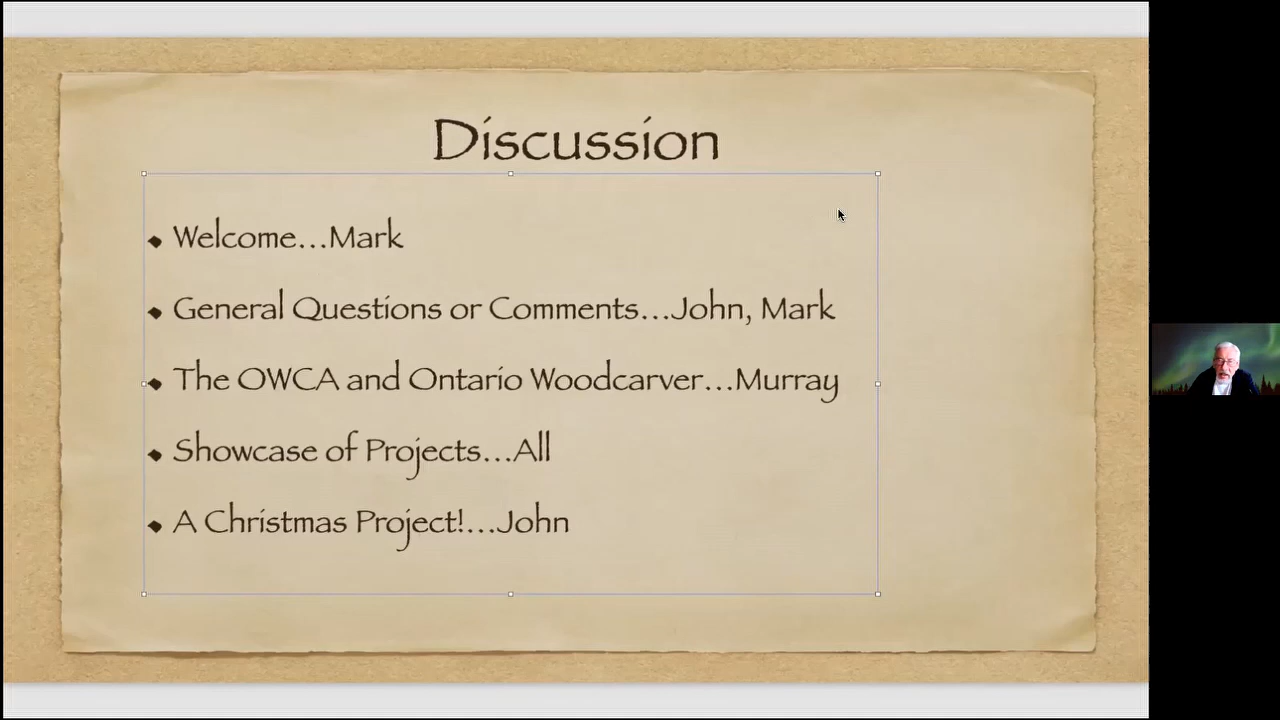 Discussion
Welcome...Mark
General Questions or Comments...John, Mark
The OWCA and Ontario Woodcarver...Murray
Showcase of Projects...All
A Christmas Project!...John